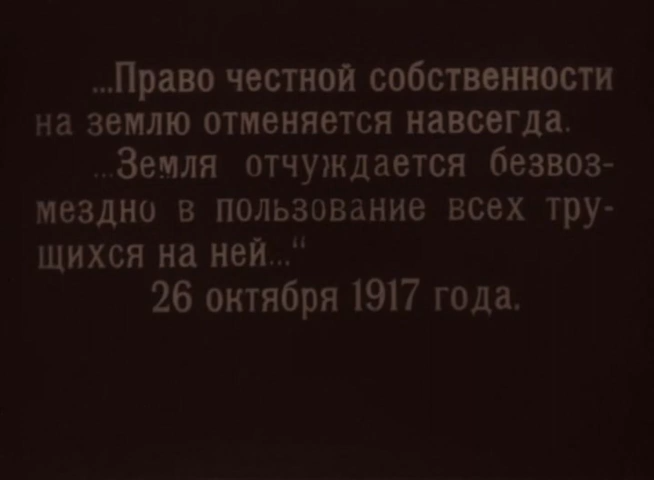 ...Право честной собственности
на землю отменяется навсегда.
...Земля отчуждается безвоз-
мездно в пользование всех тру-
щихся на ней..."
26 октября 1917 года.